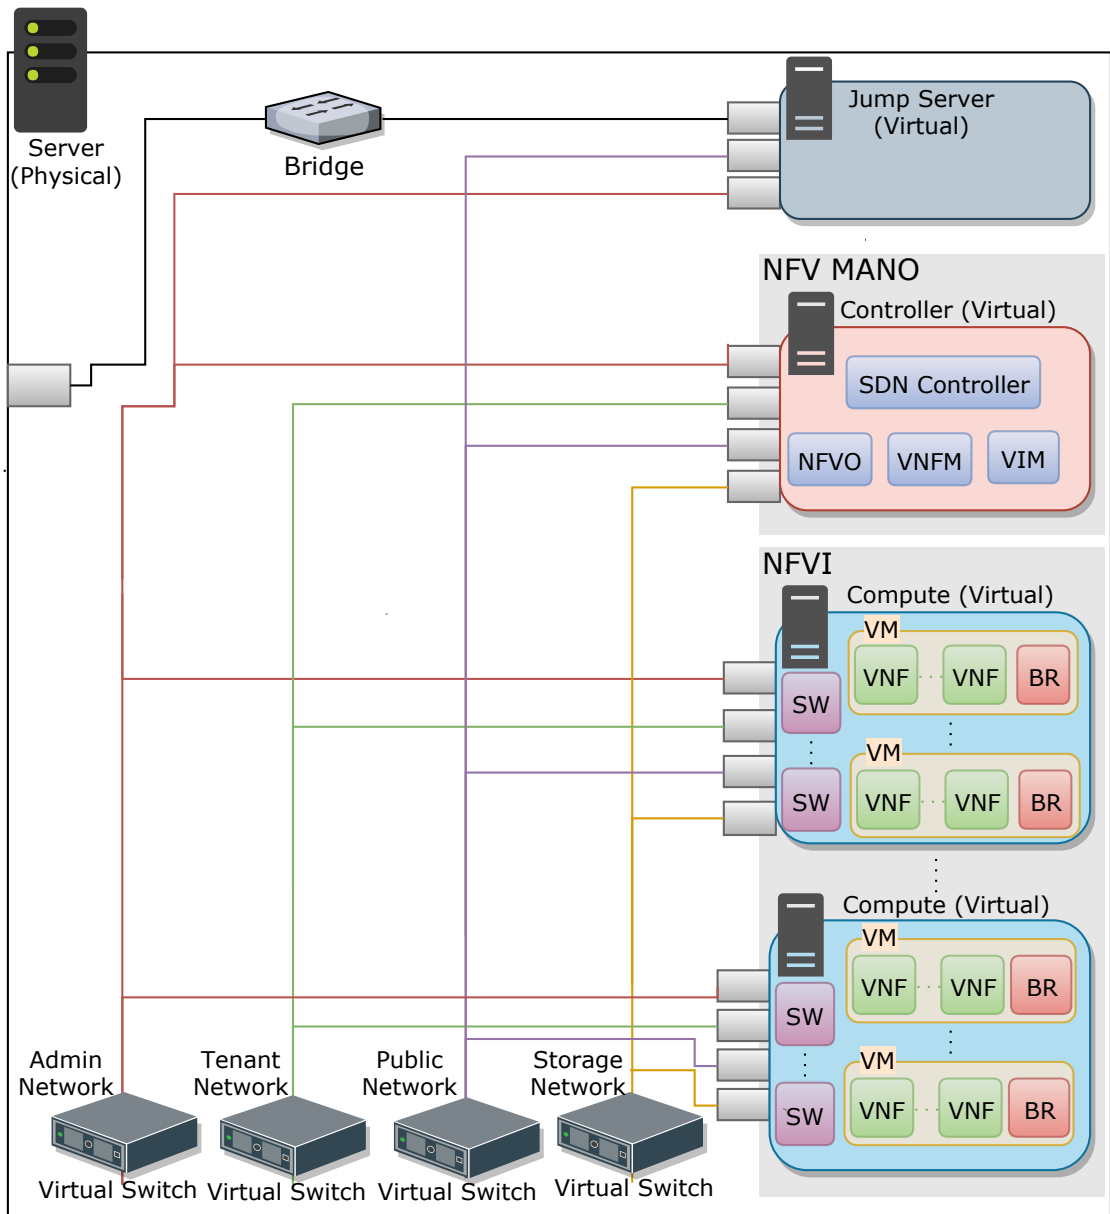 Server
(Physical)
Bridge
Jump Server
(Virtual)
NFV MANO
Controller (Virtual)
SDN Controller
NFVO
VNFM
VIM
NFVI
Compute (Virtual)
VM
VNF
VNF
BR
SW
VM
VNF
VNF
BR
SW
Compute (Virtual)
VM
VNF
VNF
BR
SW
VM
VNF
VNF
BR
SW
Admin
Network
Virtual Switch
Tenant
Network
Virtual Switch
Public
Network
Virtual Switch
Storage
Network
Virtual Switch